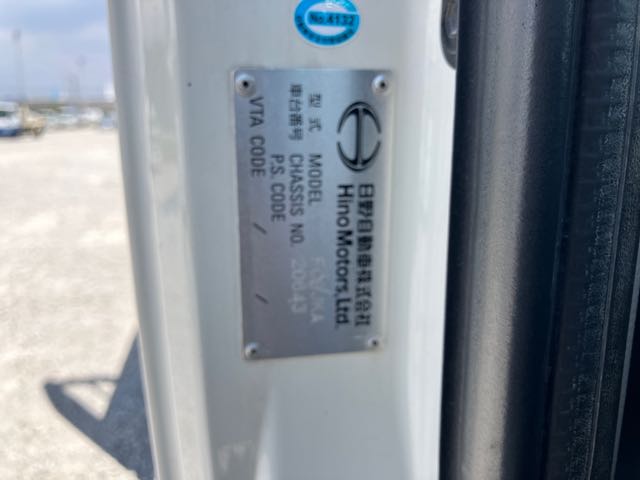 No.4132
日野自動車株式会社
Hino Motors, Ltd.
型式 MODEL
車台番号 CHASSIS NO. 20843
P.S. CODE /
VTA CODE /